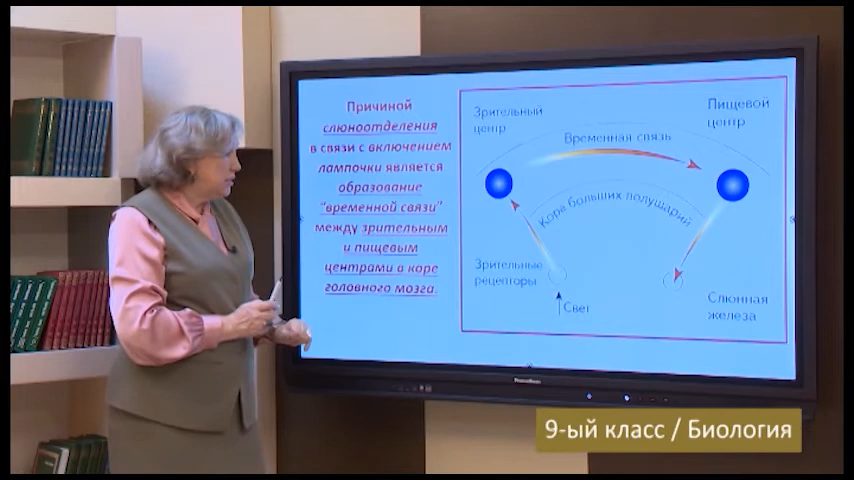 Причиной
слюноотделения
в связи с включением
лампочки является
образование
"временной связи"
между зрительным
и пищевым
центрами в коре
головного мозга.
Зрительный
центр
Пищевой
центр
Временная связь
Кора больших полушарий
Зрительные
рецепторы
Свет
Слюнная
железа
9-ый класс / Биология